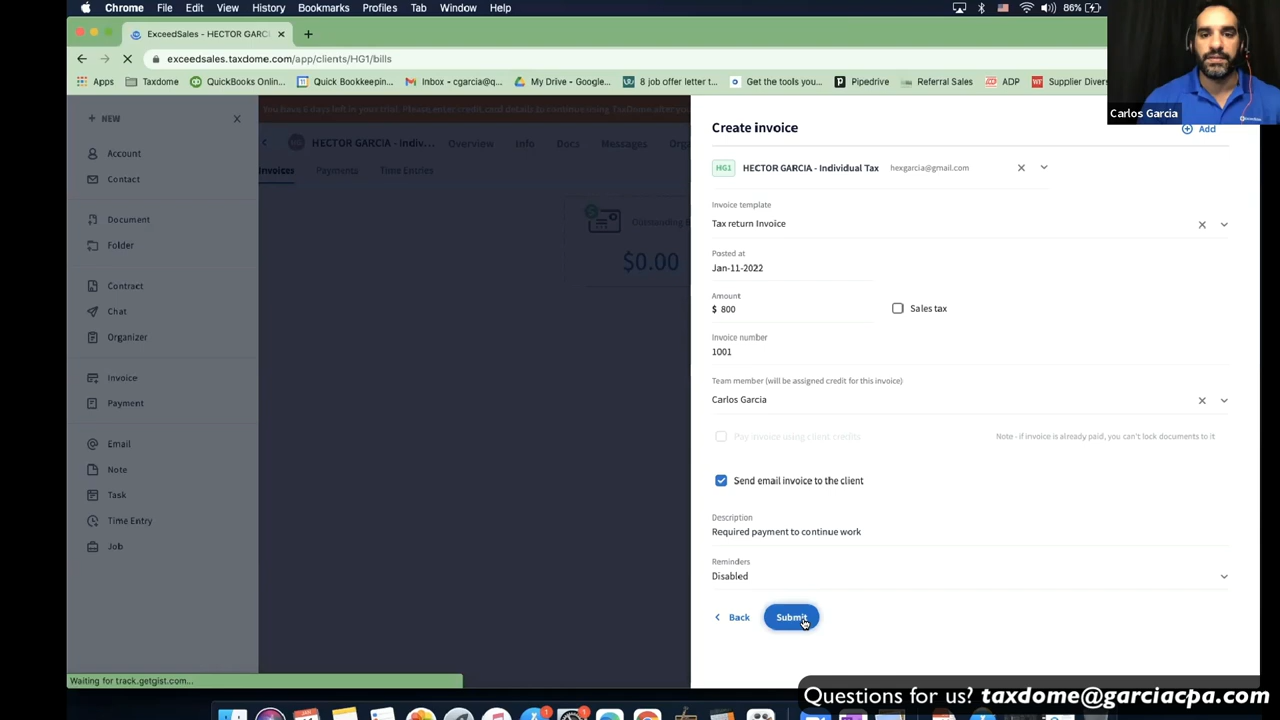 Chrome File Edit View History Bookmarks Profiles Tab Window Help 86%
ExceedSales - HECTOR GARCI
exceedsales.taxdome.com/app/clients/HG1/bills
Apps Taxdome QuickBooks Onlin... Quick Bookkeepin... Inbox - cgarcia@q... My Drive - Google... 8 job offer letter t... Get the tools you... Pipedrive Referral Sales ADP Supplier Divers
Carlos Garcia
NEW
Account
Contact
Document
Folder
Contract
Chat
Organizer
Invoice
Payment
Email
Note
Task
Time Entry
Job
HECTOR GARCIA - Indiv... Overview Info Docs Messages
Invoices Payments Time Entries
Outstanding
$0.00
Create invoice
Add
HG1 HECTOR GARCIA - Individual Tax hexgarcia@gmail.com
Invoice template
Tax return Invoice
Posted at
Jan-11-2022
Amount
$ 800
Sales tax
Invoice number
1001
Team member (will be assigned credit for this invoice)
Carlos Garcia
Pay invoice using client credits
Note - if invoice is already paid, you can't lock documents to it
Send email invoice to the client
Description
Required payment to continue work
Reminders
Disabled
Back Submit
Waiting for track.getgist.com...
Questions for us? taxdome@garciacpa.com